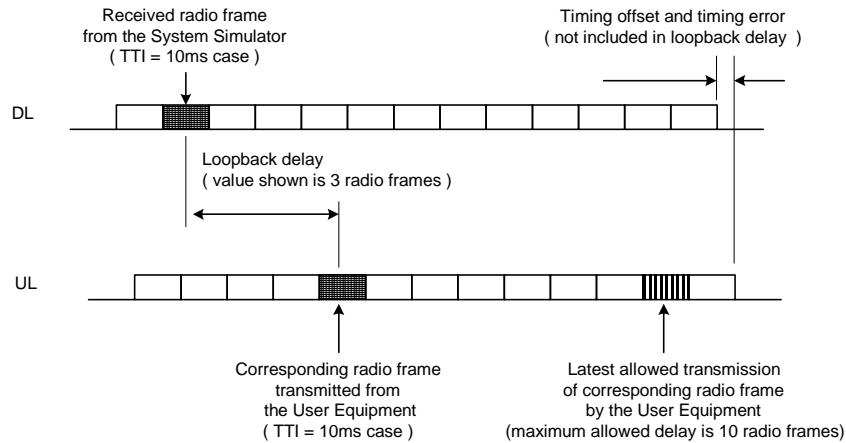 Received radio frame
from the System Simulator
( TTI = 10ms case )
Timing offset and timing error
( not included in loopback delay  )
DL
Loopback delay
( value shown is 3 radio frames )
UL
Corresponding radio frame
transmitted from
the User Equipment
( TTI = 10ms case )
Latest allowed transmission
of corresponding radio frame
by the User Equipment
(maximum allowed delay is 10 radio frames)